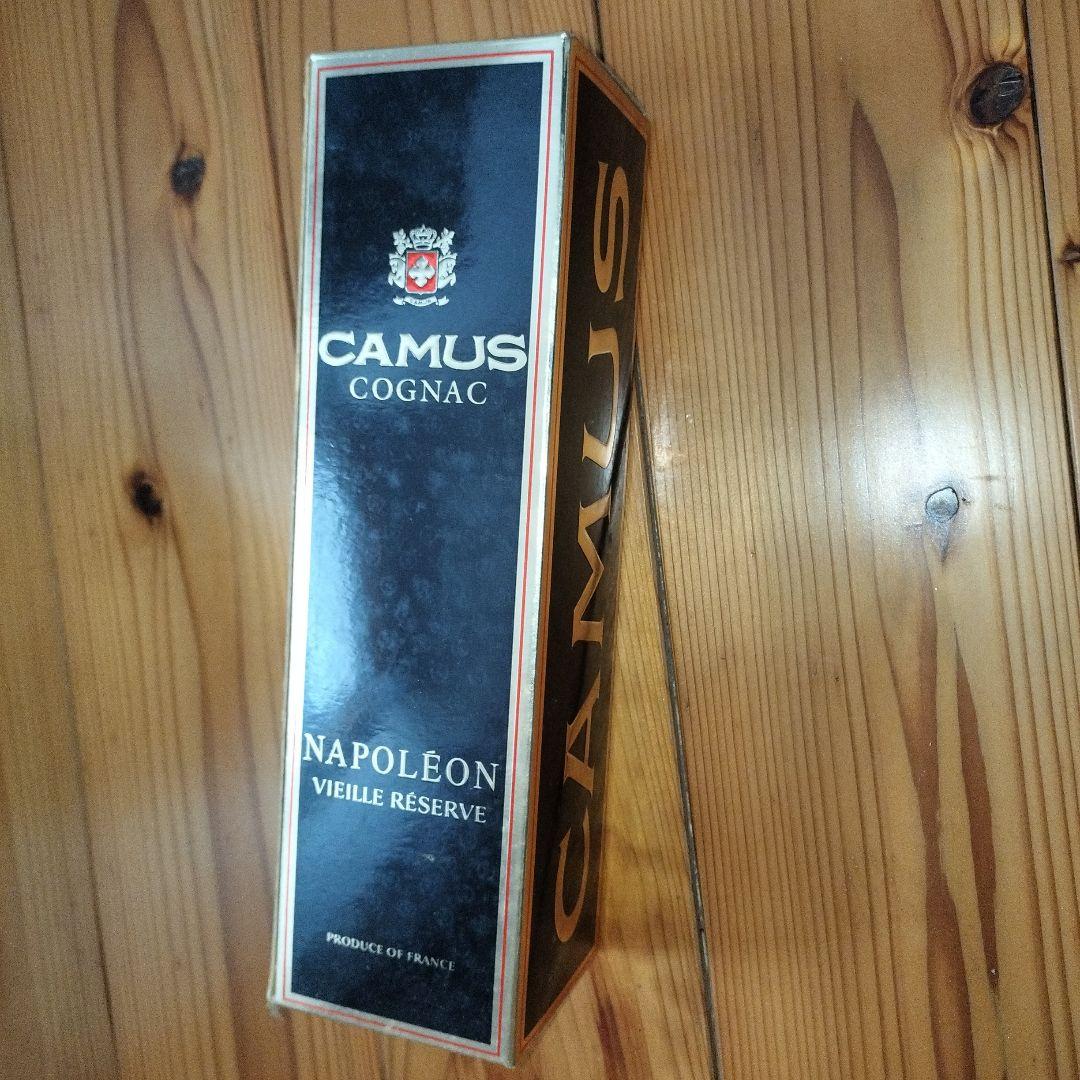 CAMUS
COGNAC
NAPOLÉON
VIEILLE RÉSERVE
PRODUCE OF FRANCE
CAMUS